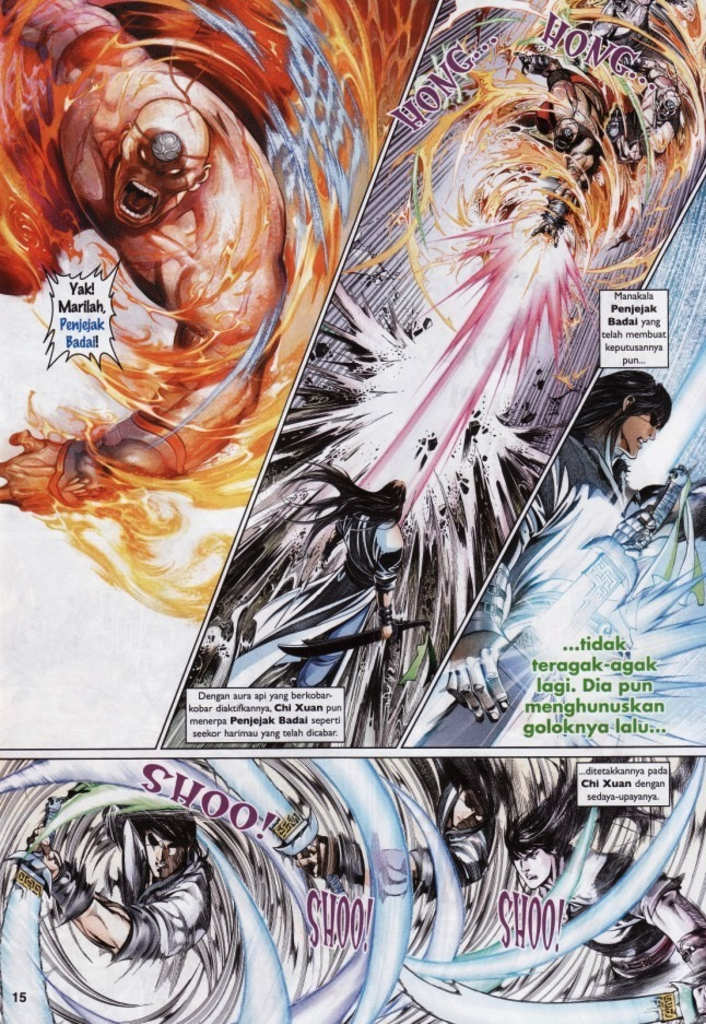 Yak!
Marilah,
Penjejak
Badai!
HONG...
HONG...
Dengan aura api yang berkobar-
kobar diaktifkannya, Chi Xuan pun
menerpa Penjejak Badai seperti
seekor harimau yang telah dicabar.
Manakala
Penjejak
Badai yang
telah membuat
keputusannya
pun...
...tidak
teragak-agak
lagi. Dia pun
menghunuskan
goloknya lalu...
...ditetakkannya pada
Chi Xuan dengan
sedaya-upayanya.
SHOO!
SHOO!
SHOO!
15